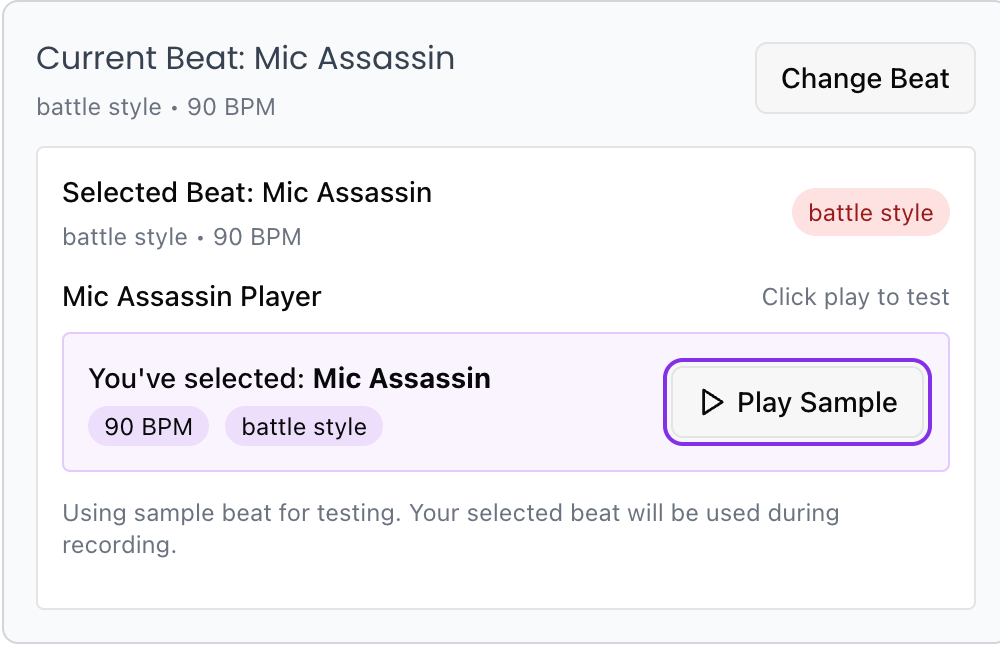 Current Beat: Mic Assassin
Change Beat
battle style • 90 BPM
Selected Beat: Mic Assassin
battle style
battle style • 90 BPM
Mic Assassin Player
Click play to test
You've selected: Mic Assassin
Play Sample
90 BPM
battle style
Using sample beat for testing. Your selected beat will be used during
recording.